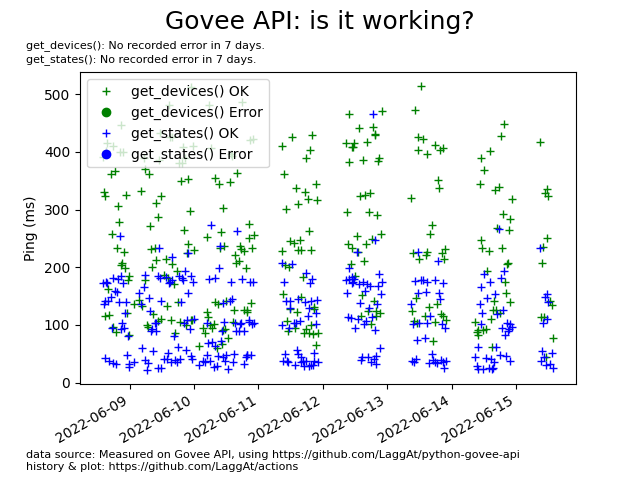 Govee API: is it working?
get_devices(): No recorded error in 7 days.
get_states(): No recorded error in 7 days.
get_devices() OK
get_devices() Error
get_states() OK
get_states() Error
Ping (ms)
500
400
300
200
100
0
2022-06-09
2022-06-10
2022-06-11
2022-06-12
2022-06-13
2022-06-14
2022-06-15
data source: Measured on Govee API, using https://github.com/LaggAt/python-govee-api
history & plot: https://github.com/LaggAt/actions